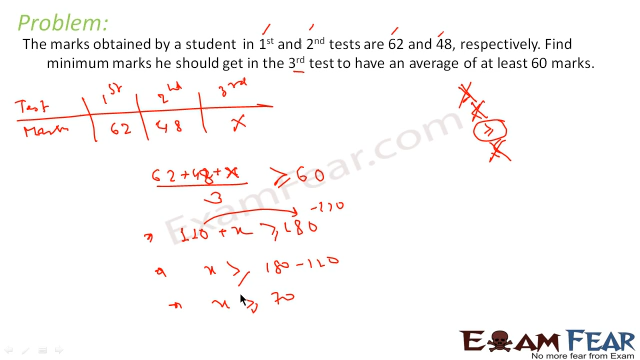 Problem:
The marks obtained by a student in 1st and 2nd tests are 62 and 48, respectively. Find
minimum marks he should get in the 3rd test to have an average of at least 60 marks.
Test 1st 2nd 3rd
Marks 62 48 x
62+48+x ≥ 60
3
-110
110 + x ≥ 180
x ≥ 180-110
x ≥ 70
≥
ExamFear.com
EXAM FEAR
No more fear from Exam